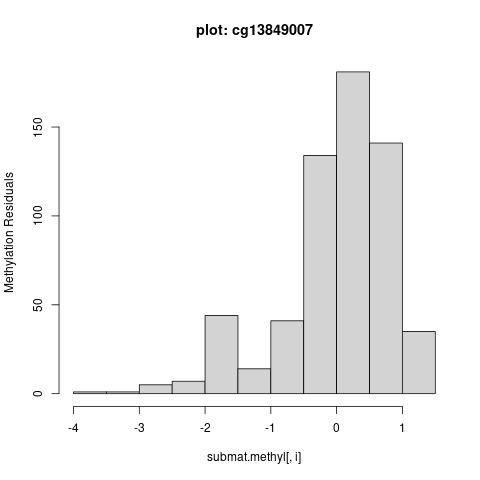 plot: cg13849007
Methylation Residuals
150
100
50
0
-4 -3 -2 -1 0 1
submat.methyl[, i]